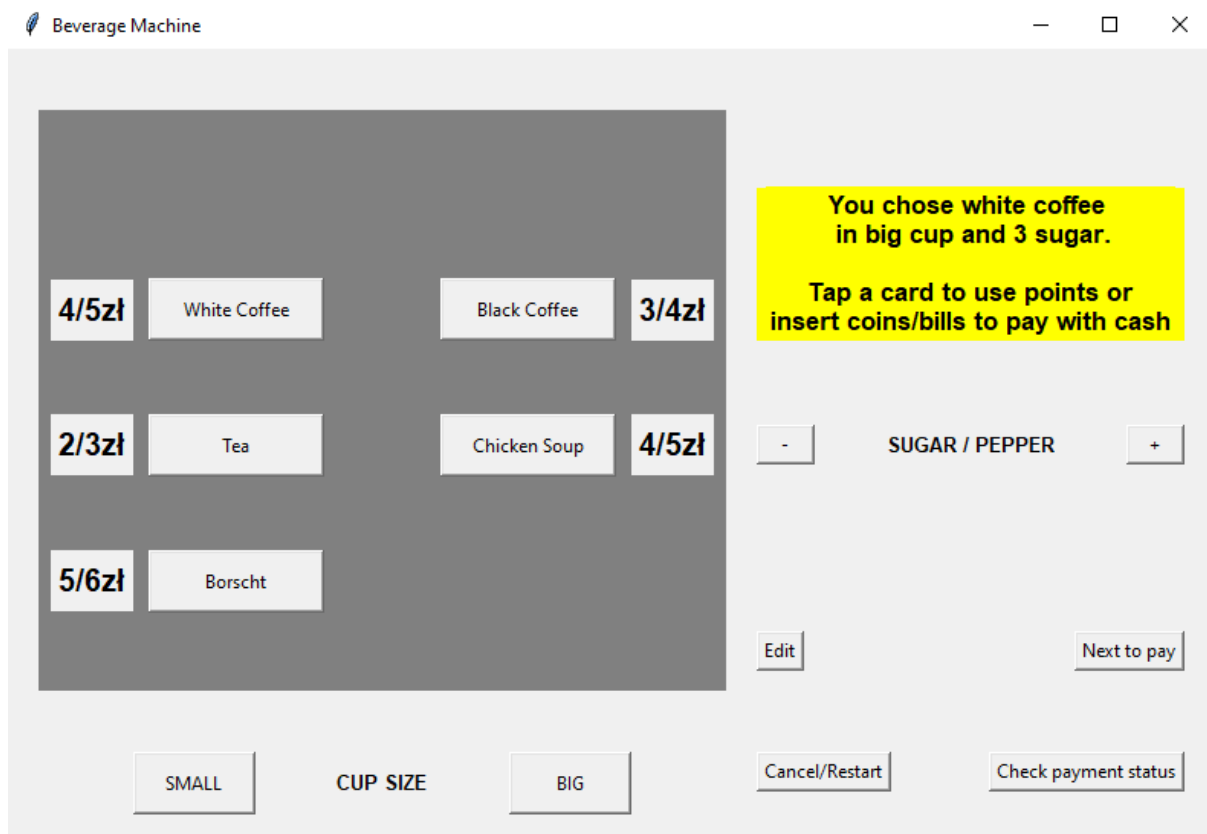 Beverage Machine
You chose white coffee
in big cup and 3 sugar.
Tap a card to use points or
insert coins/bills to pay with cash
4/5zł White Coffee Black Coffee 3/4zł
2/3zł Tea Chicken Soup 4/5zł
- SUGAR / PEPPER +
5/6zł Borscht
Edit Next to pay
SMALL CUP SIZE BIG
Cancel/Restart Check payment status